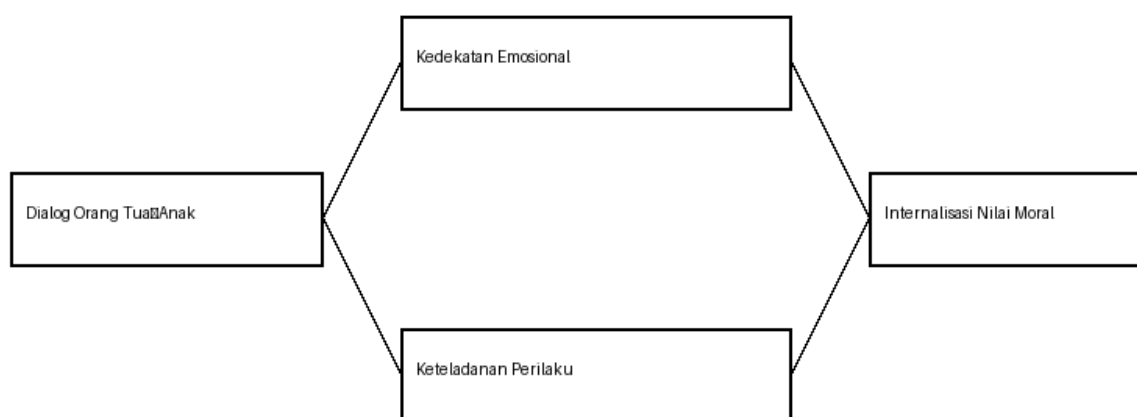 Kedekatan Emosional
Dialog Orang Tua▯Anak
Internalisasi Nilai Moral
Keteladanan Perilaku